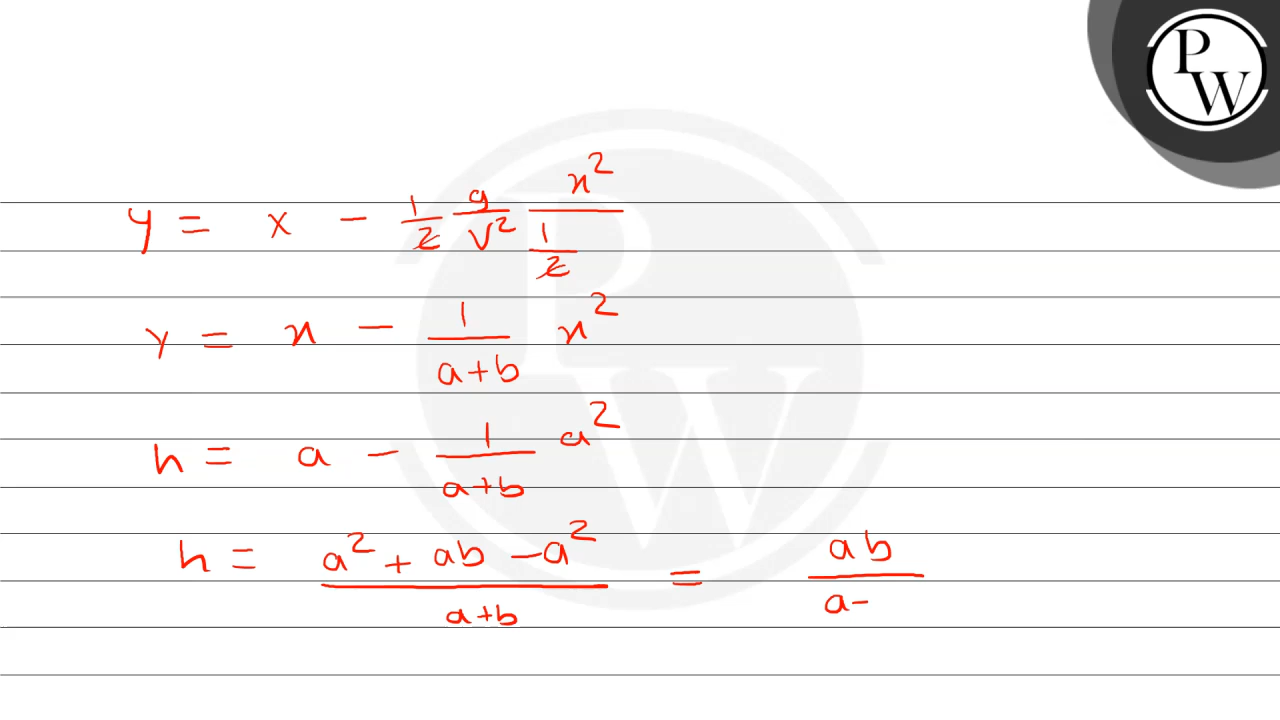 PW
y = x - 1/2 g/v² x²/(1/2)
y = x - 1/(a+b) x²
h = a - 1/(a+b) a²
h = (a² + ab - a²)/(a+b) = ab/(a-